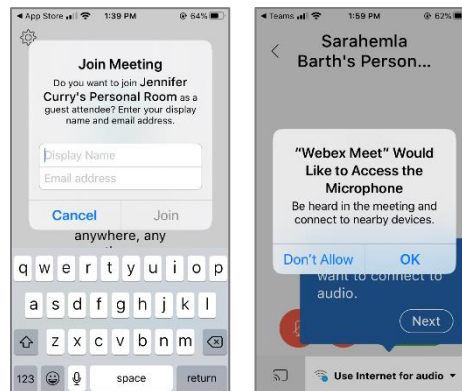 App Store 1:39 PM 64%
Join Meeting
Do you want to join Jennifer
Curry's Personal Room as a
guest attendee? Enter your display
name and email address.
Display Name
Email address
Cancel Join
anywhere, any
q w e r t y u i o p
a s d f g h j k l
z x c v b n m
123 space return
Teams 1:59 PM 62%
Sarahemla
Barth's Person...
"Webex Meet" Would
Like to Access the
Microphone
Be heard in the meeting and
connect to nearby devices.
Don't Allow OK
want to connect to
audio.
Next
Use Internet for audio